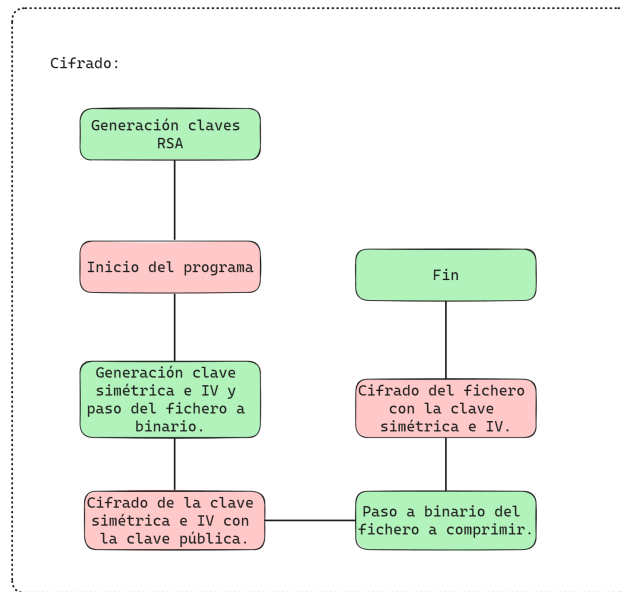 Cifrado:
Generación claves
RSA
Inicio del programa
Generación clave
simétrica e IV y
paso del fichero a
binario.
Cifrado de la clave
simétrica e IV con
la clave pública.
Paso a binario del
fichero a comprimir.
Cifrado del fichero
con la clave
simétrica e IV.
Fin